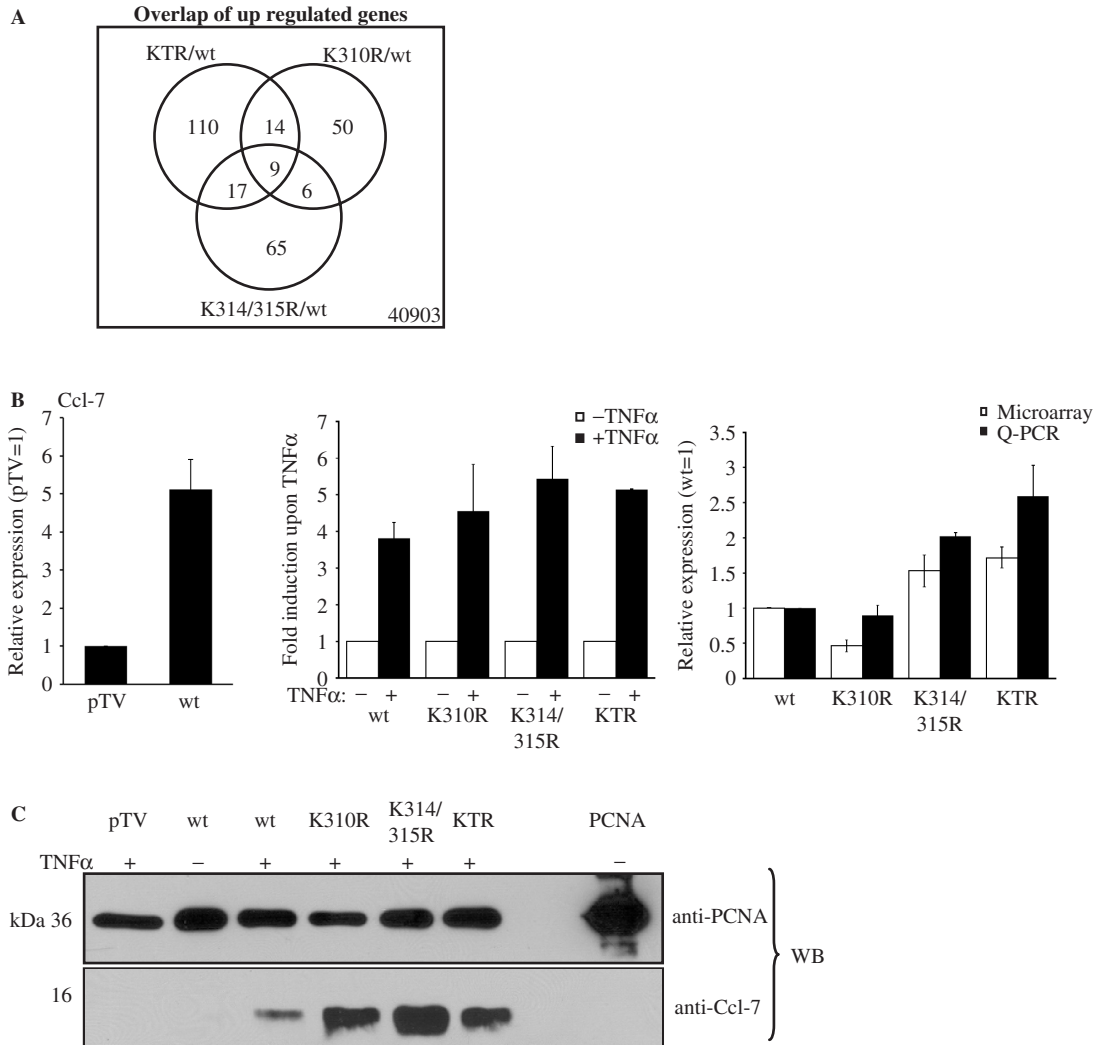 A
Overlap of up regulated genes
KTR/wt
K310R/wt
110
14
50
9
17
6
65
K314/315R/wt
40903
B
Ccl-7
Relative expression (pTV=1)
7
6
5
4
3
2
1
0
pTV
wt
Fold induction upon TNFα
7
6
5
4
3
2
1
0
−TNFα
+TNFα
TNFα: − + − + − + − +
wt
K310R
K314/
315R
KTR
Relative expression (wt=1)
3.5
3
2.5
2
1.5
1
0.5
0
Microarray
Q-PCR
wt
K310R
K314/
315R
KTR
C
pTV wt wt K310R K314/ KTR PCNA
315R
TNFα + − + + + + −
kDa 36
anti-PCNA
16
anti-Ccl-7
WB